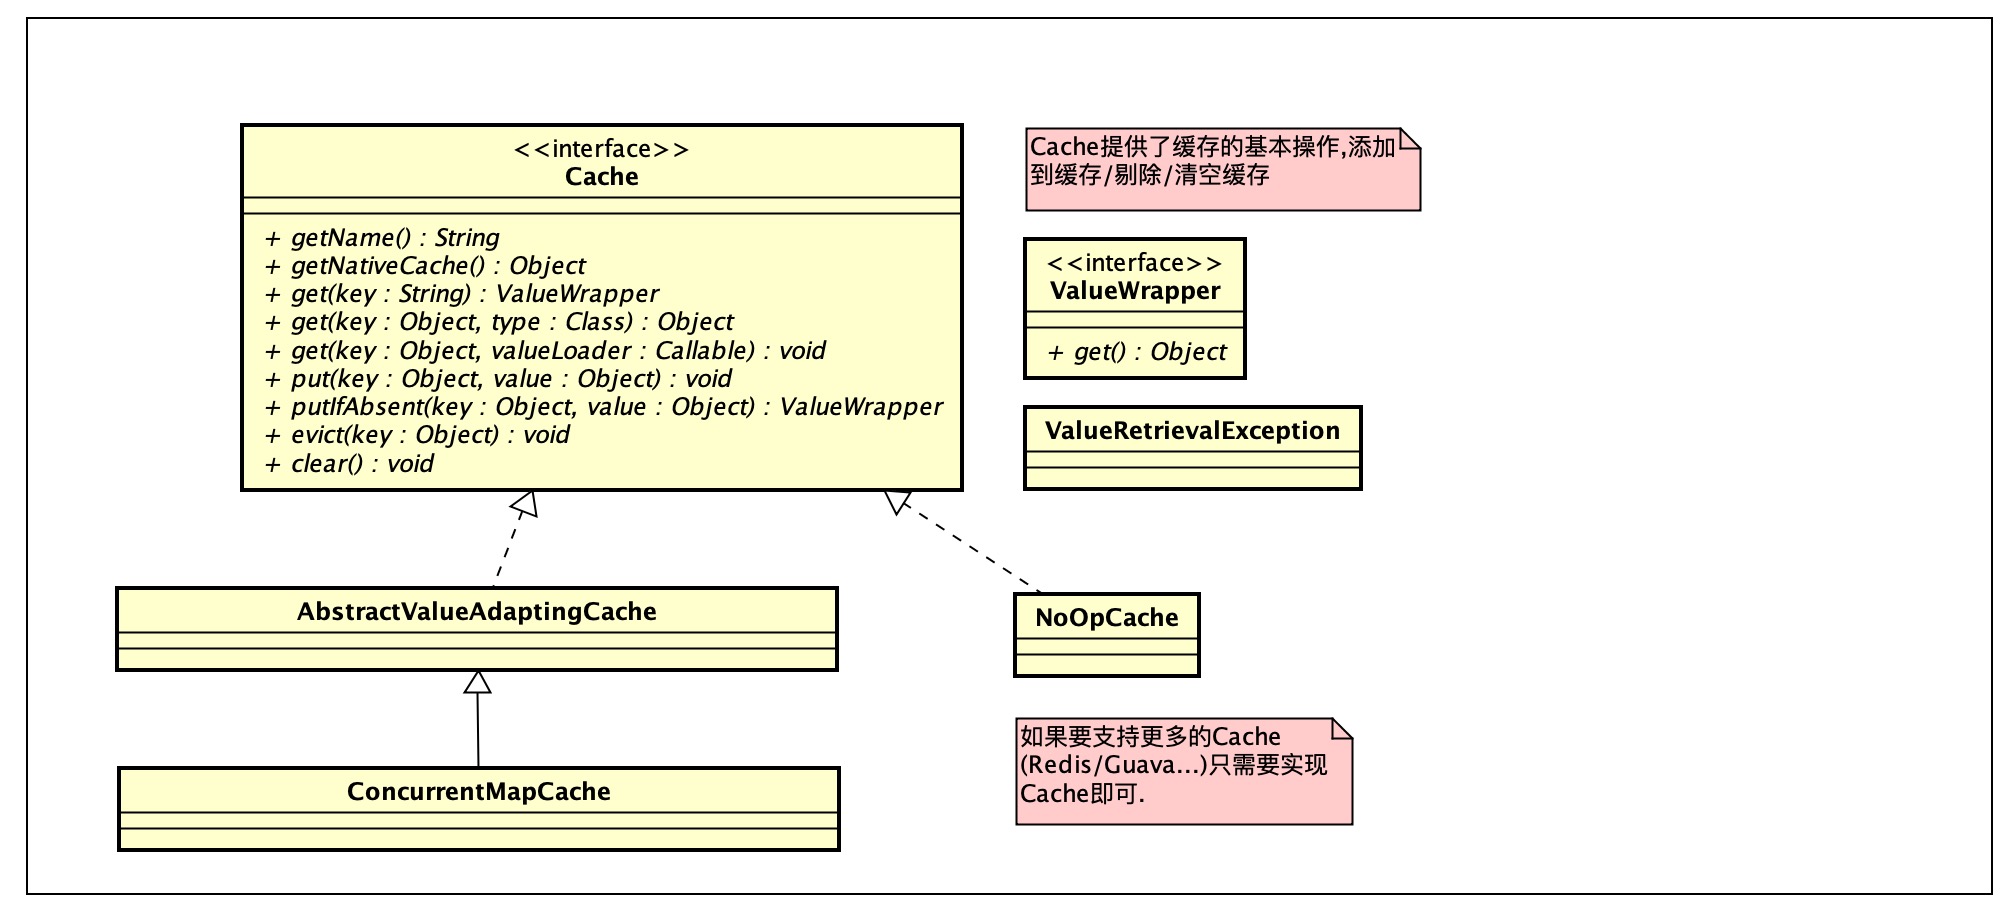 <<interface>>
Cache
+ getName() : String
+ getNativeCache() : Object
+ get(key : String) : ValueWrapper
+ get(key : Object, type : Class) : Object
+ get(key : Object, valueLoader : Callable) : void
+ put(key : Object, value : Object) : void
+ putIfAbsent(key : Object, value : Object) : ValueWrapper
+ evict(key : Object) : void
+ clear() : void
Cache提供了缓存的基本操作,添加
到缓存/剔除/清空缓存
<<interface>>
ValueWrapper
+ get() : Object
ValueRetrievalException
AbstractValueAdaptingCache
NoOpCache
ConcurrentMapCache
如果要支持更多的Cache
(Redis/Guava...)只需要实现
Cache即可.